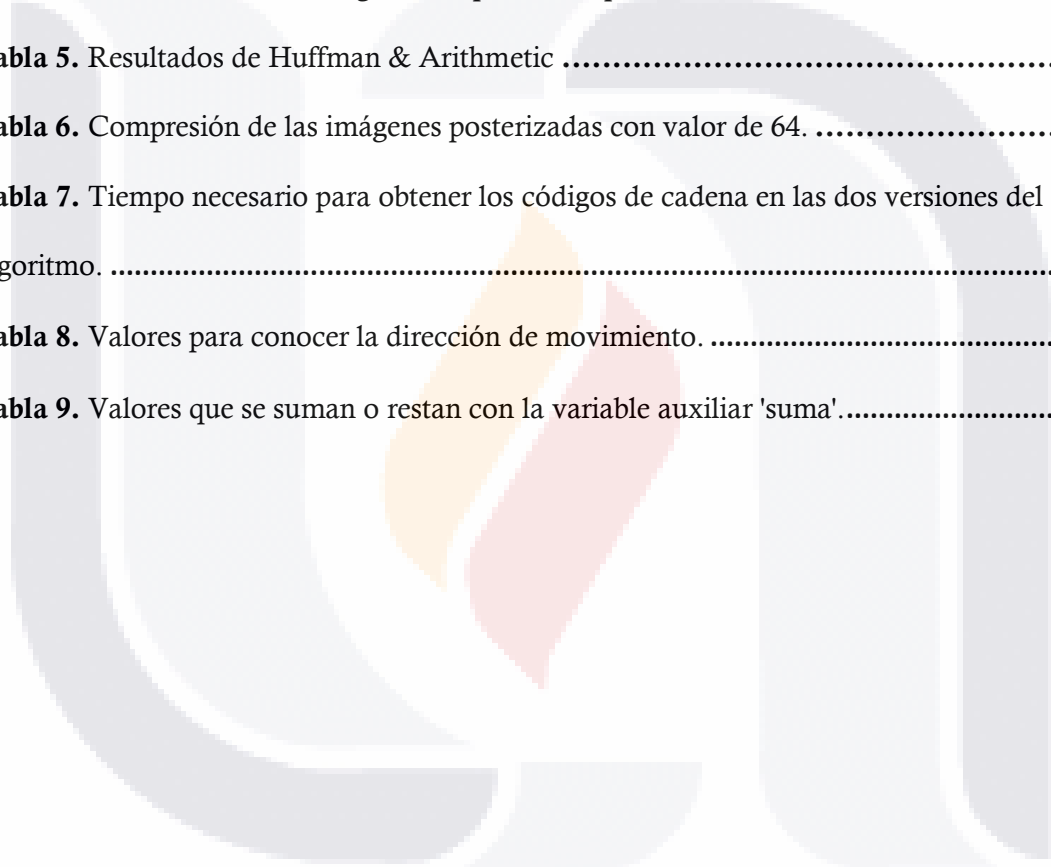 abla 5. Resultados de Huffman & Arithmetic ........................................................
abla 6. Compresión de las imágenes posterizadas con valor de 64. ..........................
abla 7. Tiempo necesario para obtener los códigos de cadena en las dos versiones del
goritmo. ........................................................................................................
abla 8. Valores para conocer la dirección de movimiento. .......................................
abla 9. Valores que se suman o restan con la variable auxiliar 'suma'...........................